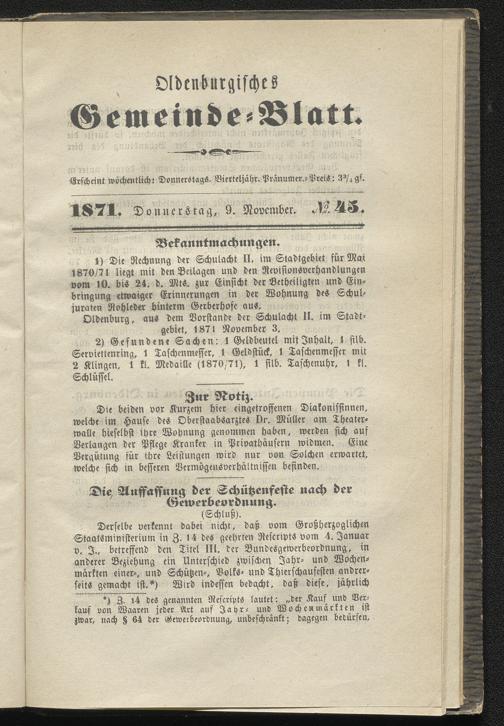 Oldenburgisches
Gemeinde-Blatt.
Erscheint wöchentlich: Donnerstags. Vierteljähr. Pränumer.-Preis: 3¾ gf.
1871. Donnerstag, 9. November. № 45.
Bekanntmachungen.
1) Die Rechnung der Schulacht II. im Stadtgebiet für Mai
1870/71 liegt mit den Beilagen und den Revisionsverhandlungen
vom 10. bis 24. d. Mts. zur Einsicht der Betheiligten und Ein-
bringung etwaiger Erinnerungen in der Wohnung des Schul-
juraten Rohleder hinterm Gerberhofe aus.
Oldenburg, aus dem Vorstande der Schulacht II. im Stadt-
gebiet, 1871 November 3.
2) Gefundene Sachen: 1 Geldbeutel mit Inhalt, 1 silb.
Serviettenring, 1 Taschenmesser, 1 Geldstück, 1 Taschenmesser mit
2 Klingen, 1 kl. Medaille (1870/71), 1 silb. Taschenuhr, 1 kl.
Schlüssel.
Zur Notiz.
Die beiden vor Kurzem hier eingetroffenen Diakonissinnen,
welche im Hause des Oberstaabsarztes Dr. Müller am Theater-
walle hieselbst ihre Wohnung genommen haben, werden sich auf
Verlangen der Pflege Kranker in Privathäusern widmen. Eine
Vergütung für ihre Leistungen wird nur von Solchen erwartet,
welche sich in besseren Vermögensverhältnissen befinden.
Die Auffassung der Schützenfeste nach der
Gewerbeordnung.
(Schluß).
Derselbe verkennt dabei nicht, daß vom Großherzoglichen
Staatsministerium in Z. 14 des geehrten Rescripts vom 4. Januar
v. J., betreffend den Titel III. der Bundesgewerbeordnung, in
anderer Beziehung ein Unterschied zwischen Jahr- und Wochen-
märkten einer-, und Schützen-, Volks- und Thierschaufesten andrer-
seits gemacht ist.*) Wird indessen bedacht, daß diese, jährlich
*) Z. 14 des genannten Rescripts lautet: „der Kauf und Ver-
kauf von Waaren jeder Art auf Jahr- und Wochenmärkten ist
zwar, nach § 64 der Gewerbeordnung, unbeschränkt; dagegen bedürfen,